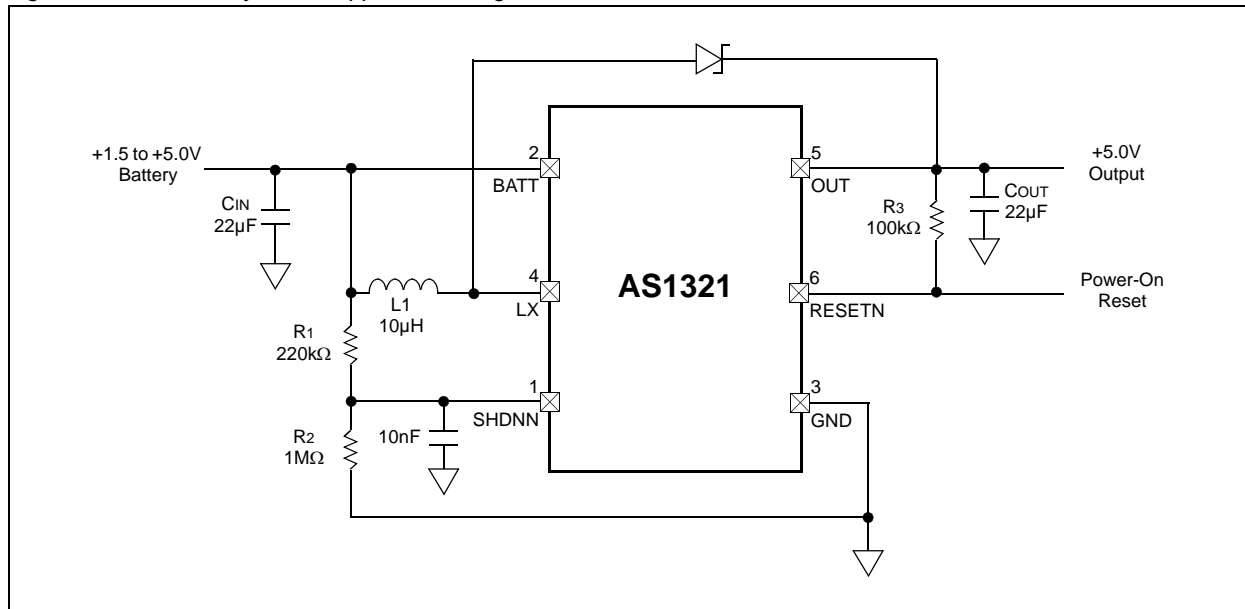 +1.5 to +5.0V
Battery
CIN
22µF
2
BATT
5
OUT
+5.0V
Output
COUT
22µF
R3
100kΩ
L1
10µH
4
LX
AS1321
6
RESETN
Power-On
Reset
R1
220kΩ
1
SHDNN
3
GND
R2
1MΩ
10nF